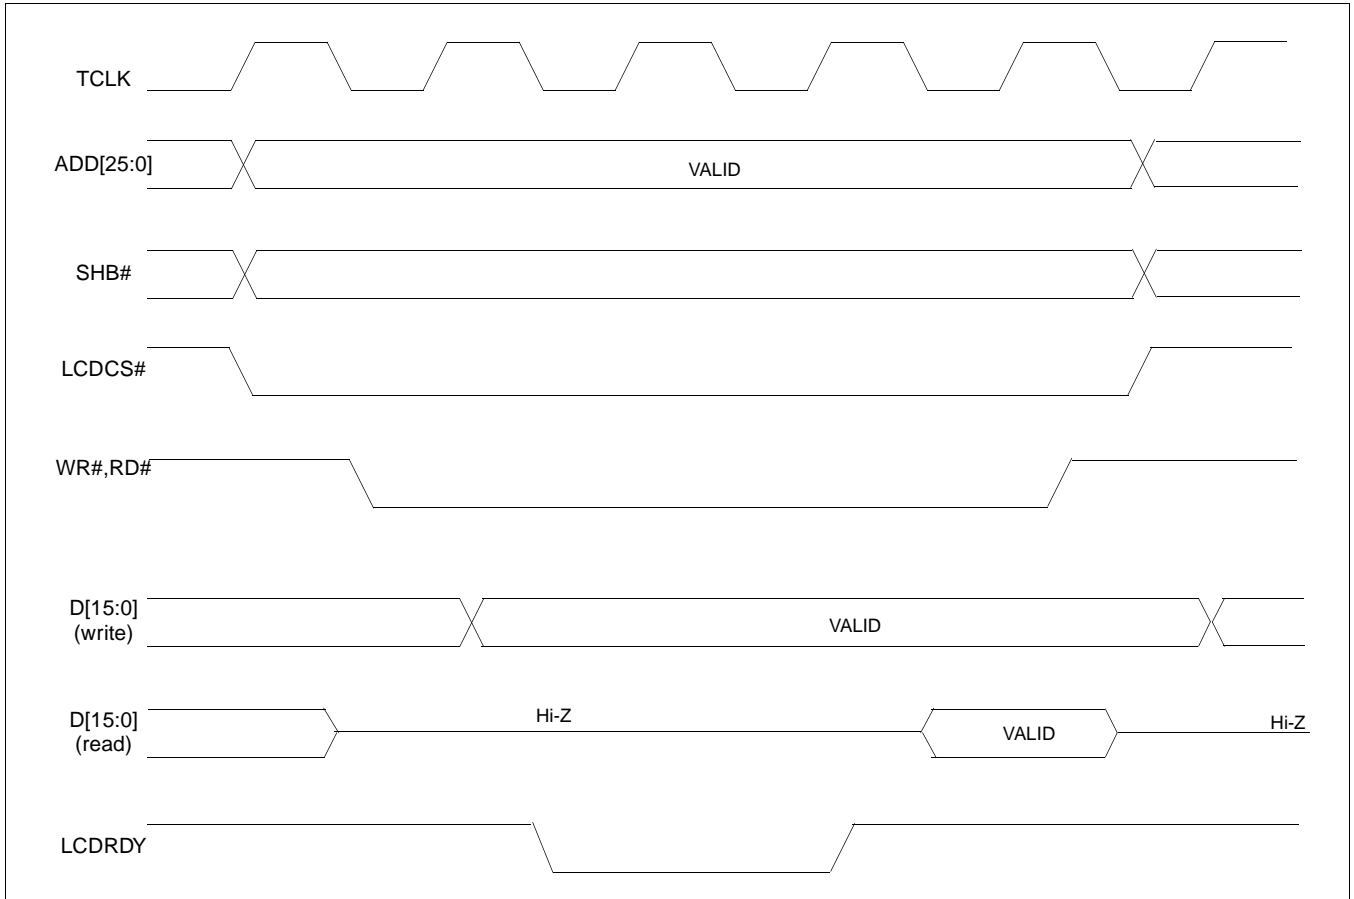 TCLK
ADD[25:0]
VALID
SHB#
LCDCS#
WR#,RD#
D[15:0]
(write)
VALID
D[15:0]
(read)
Hi-Z
VALID
Hi-Z
LCDRDY